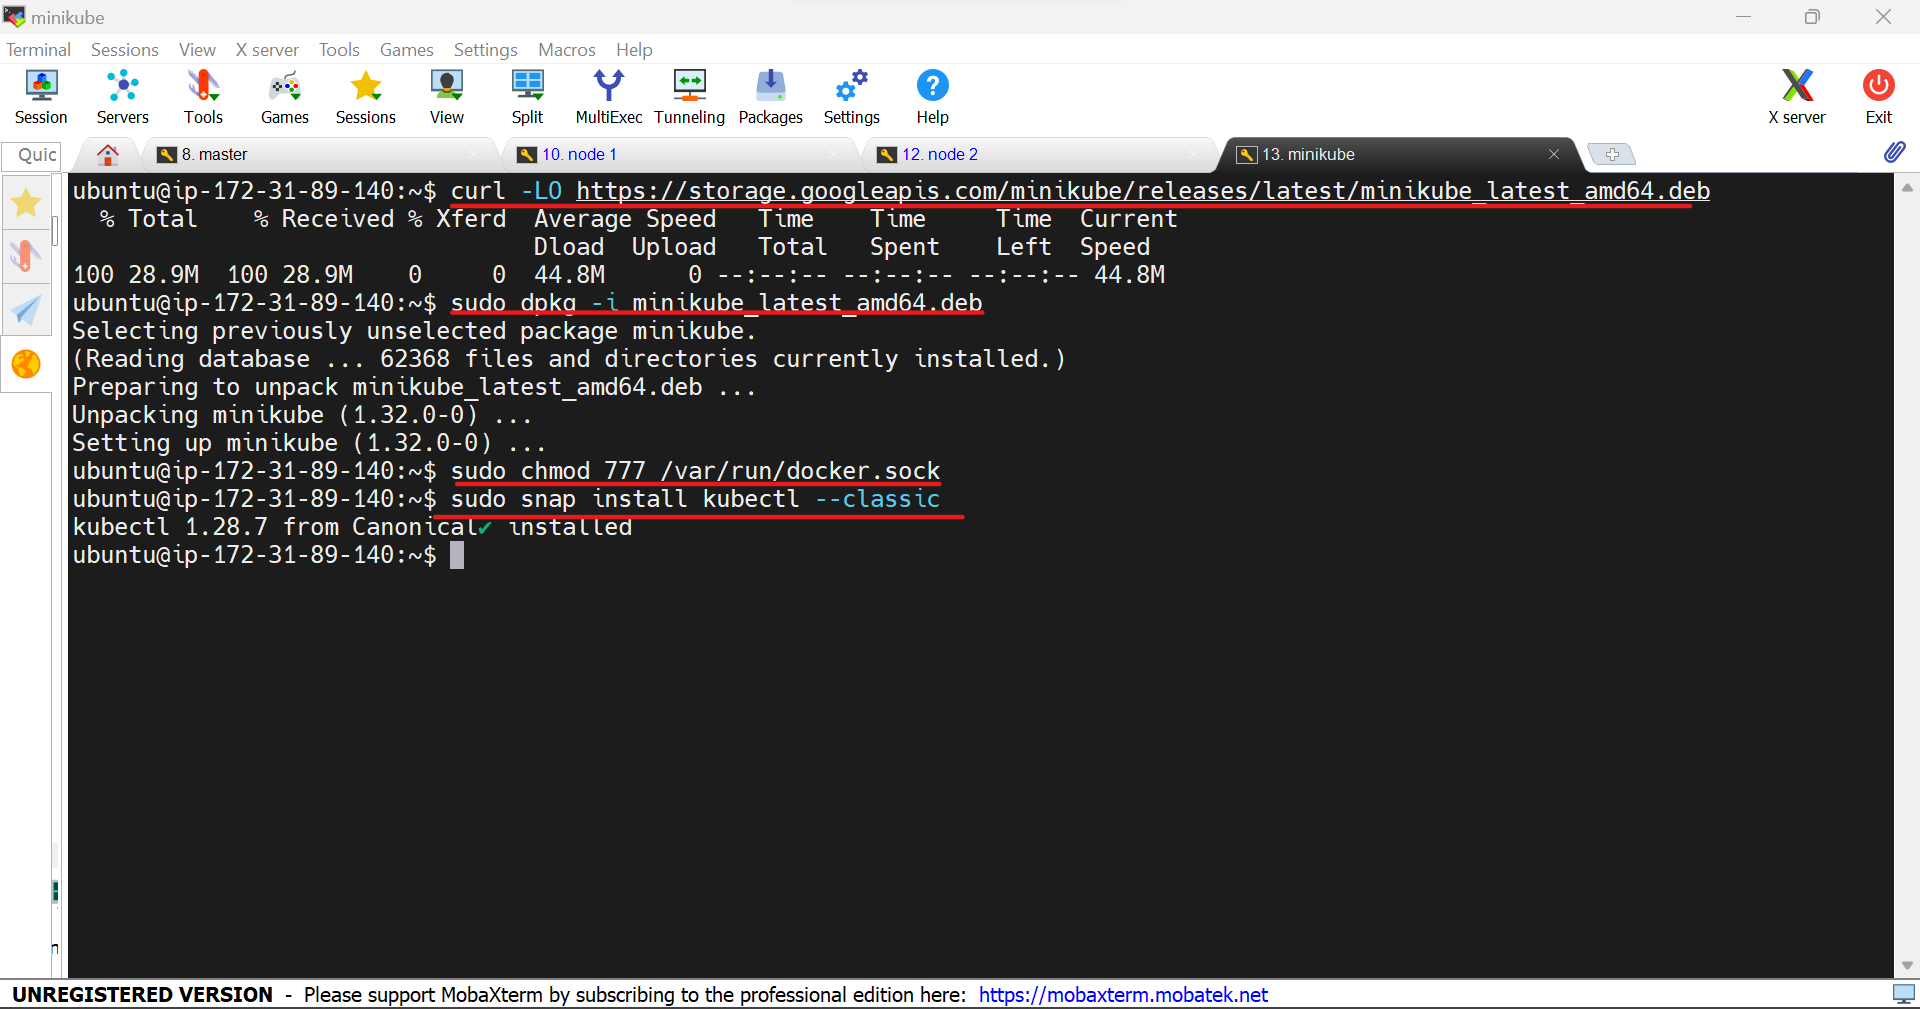 minikube
Terminal Sessions View X server Tools Games Settings Macros Help
Session Servers Tools Games Sessions View Split MultiExec Tunneling Packages Settings Help X server Exit
Quic 8. master 10. node 1 12. node 2 13. minikube
ubuntu@ip-172-31-89-140:~$ curl -LO https://storage.googleapis.com/minikube/releases/latest/minikube_latest_amd64.deb
% Total % Received % Xferd Average Speed Time Time Time Current
Dload Upload Total Spent Left Speed
100 28.9M 100 28.9M 0 0 44.8M 0 --:--:-- --:--:-- --:--:-- 44.8M
ubuntu@ip-172-31-89-140:~$ sudo dpkg -i minikube_latest_amd64.deb
Selecting previously unselected package minikube.
(Reading database ... 62368 files and directories currently installed.)
Preparing to unpack minikube_latest_amd64.deb ...
Unpacking minikube (1.32.0-0) ...
Setting up minikube (1.32.0-0) ...
ubuntu@ip-172-31-89-140:~$ sudo chmod 777 /var/run/docker.sock
ubuntu@ip-172-31-89-140:~$ sudo snap install kubectl --classic
kubectl 1.28.7 from Canonical✓ installed
ubuntu@ip-172-31-89-140:~$
UNREGISTERED VERSION - Please support MobaXterm by subscribing to the professional edition here: https://mobaxterm.mobatek.net